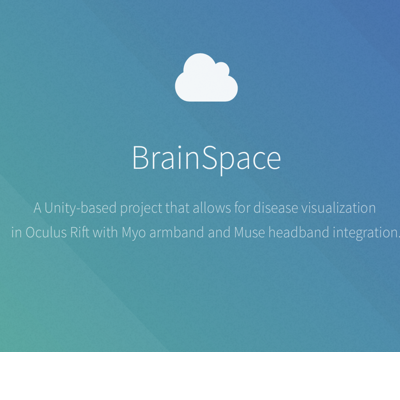 BrainSpace
A Unity-based project that allows for disease visualization
in Oculus Rift with Myo armband and Muse headband integration.